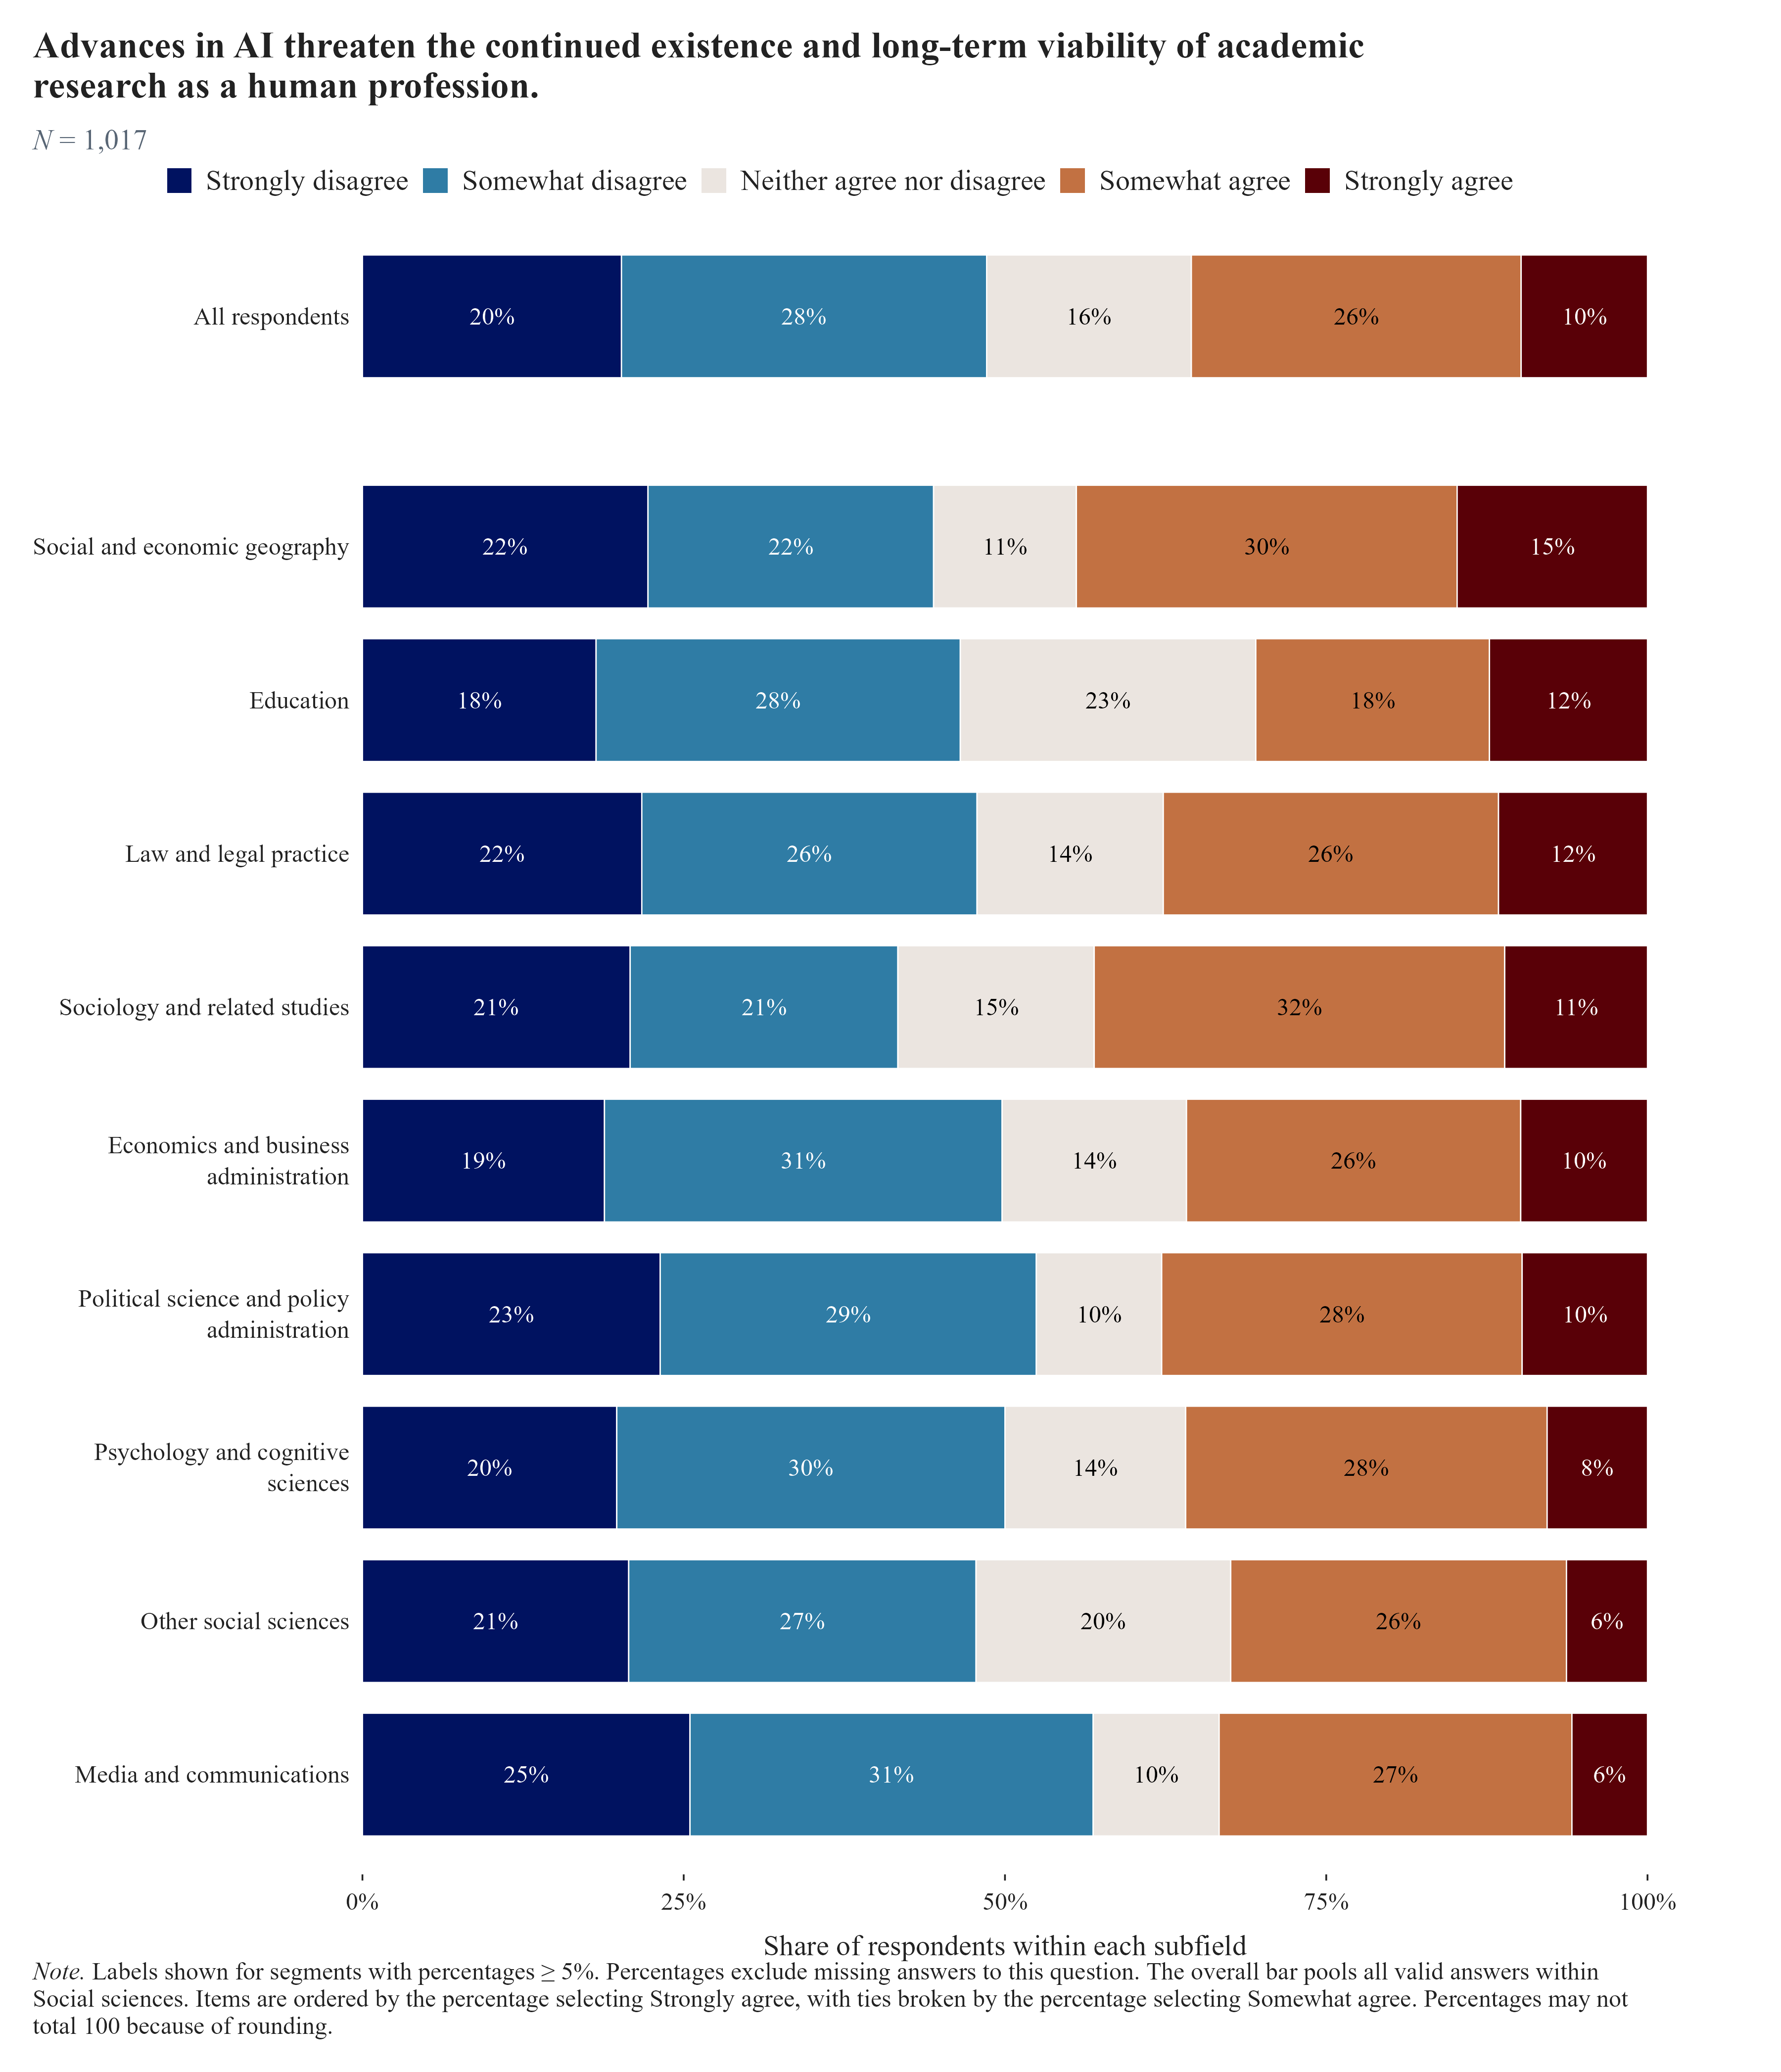 Advances in AI threaten the continued existence and long-term viability of academic
research as a human profession.
N = 1,017
Strongly disagree Somewhat disagree Neither agree nor disagree Somewhat agree Strongly agree
All respondents 20% 28% 16% 26% 10%
Social and economic geography 22% 22% 11% 30% 15%
Education 18% 28% 23% 18% 12%
Law and legal practice 22% 26% 14% 26% 12%
Sociology and related studies 21% 21% 15% 32% 11%
Economics and business
administration
19% 31% 14% 26% 10%
Political science and policy
administration
23% 29% 10% 28% 10%
Psychology and cognitive
sciences
20% 30% 14% 28% 8%
Other social sciences 21% 27% 20% 26% 6%
Media and communications 25% 31% 10% 27% 6%
0% 25% 50% 75% 100%
Share of respondents within each subfield
Note. Labels shown for segments with percentages ≥ 5%. Percentages exclude missing answers to this question. The overall bar pools all valid answers within
Social sciences. Items are ordered by the percentage selecting Strongly agree, with ties broken by the percentage selecting Somewhat agree. Percentages may not
total 100 because of rounding.